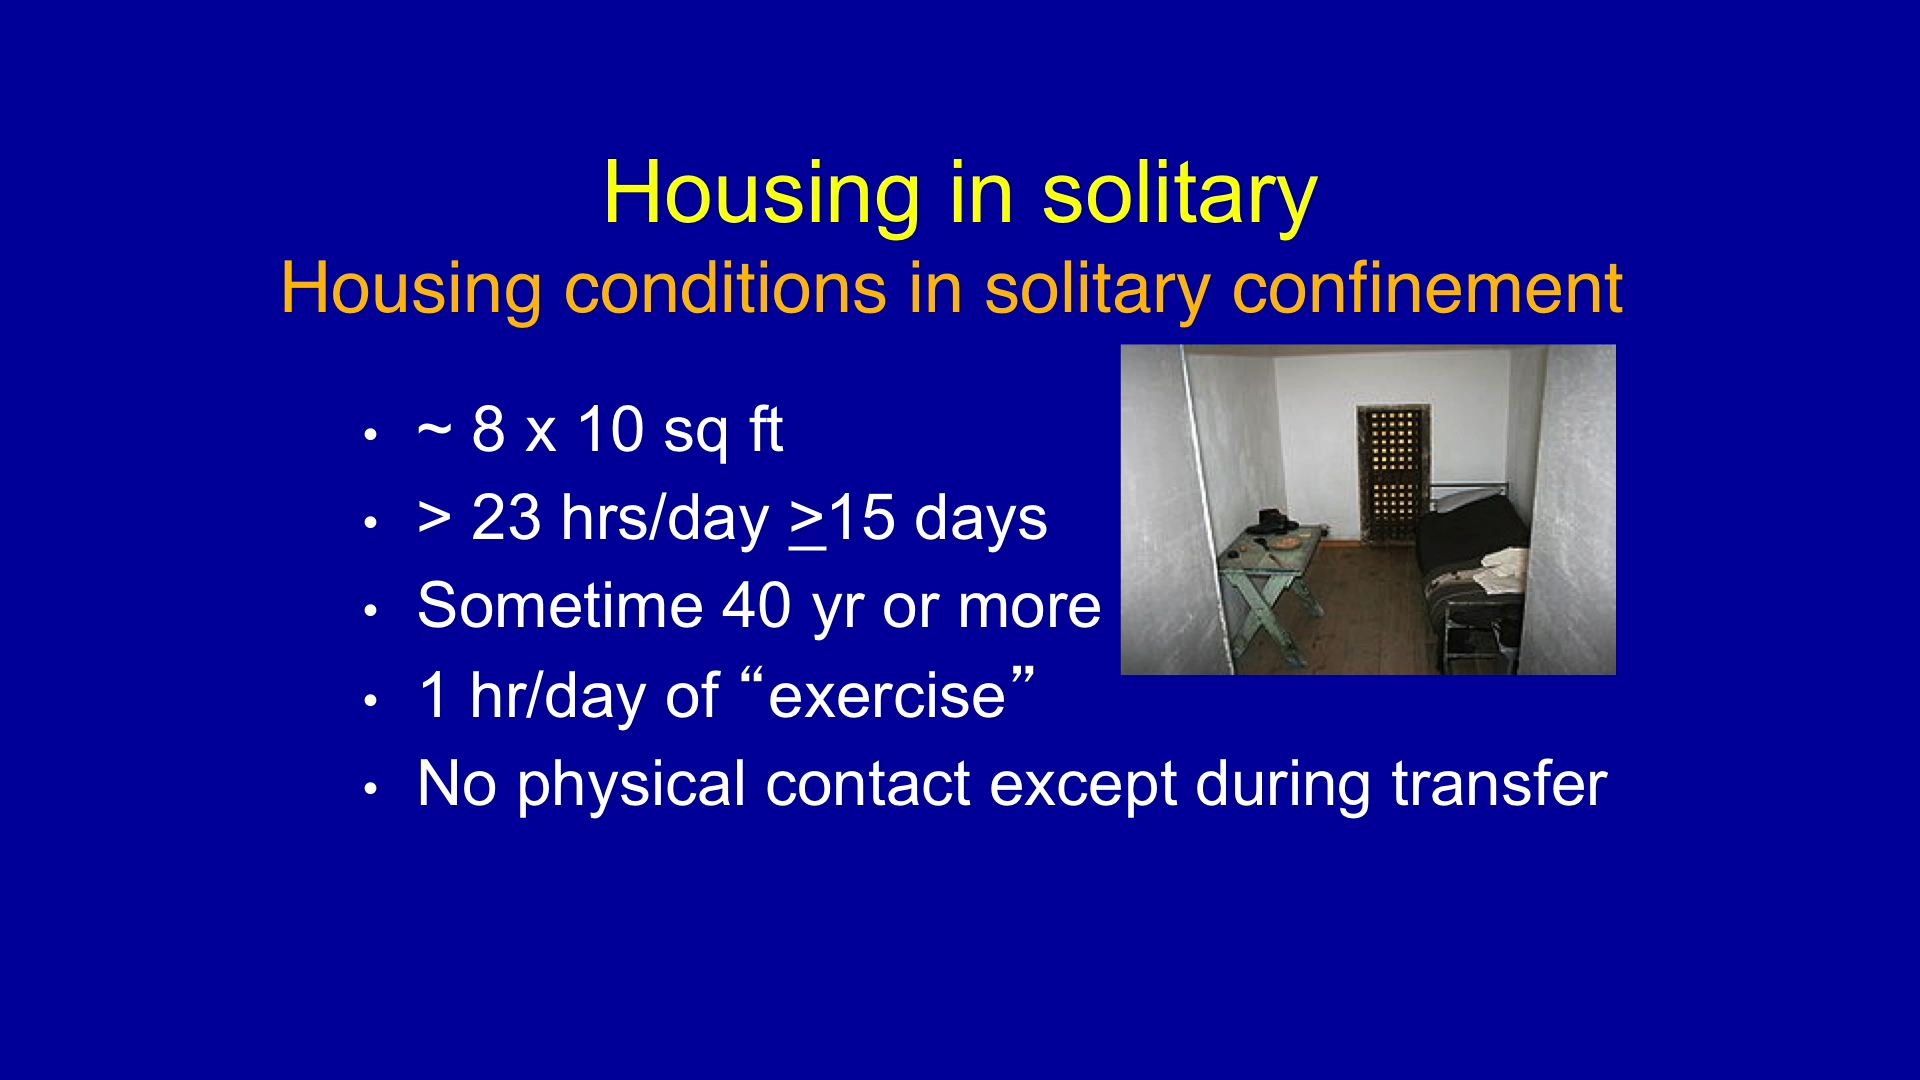 Housing in solitary
Housing conditions in solitary confinement
• ~ 8 x 10 sq ft
• > 23 hrs/day ≥15 days
• Sometime 40 yr or more
• 1 hr/day of “exercise”
• No physical contact except during transfer